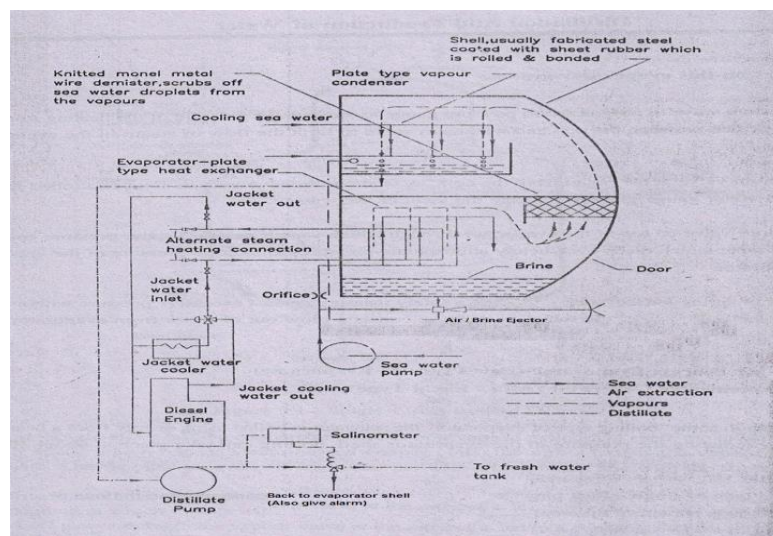 Shell,usually fabricated steel
coated with sheet rubber which
is rolled & bonded
Knitted monel metal
wire demister,scrubs off
sea water droplets from
the vapours
Plate type vapour
condenser
Cooling sea water
Evaporator-plate
type heat exchanger
Jacket
water out
Alternate steam
heating connection
Jacket
water
inlet
Brine
Door
Orifice
Air / Brine Ejector
Jacket water
cooler
Sea water
pump
Jacket cooling
water out
Diesel
Engine
Sea water
Air extraction
Vapours
Distillate
Salinometer
To fresh water
tank
Distillate
Pump
Back to evaporator shell
(Also give alarm)